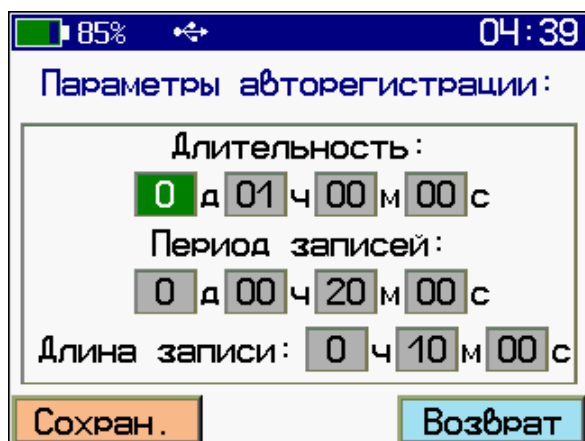 85% 04:39
Параметры авторегистрации:
Длительность:
0 д 01 ч 00 м 00 с
Период записей:
0 д 00 ч 20 м 00 с
Длина записи: 0 ч 10 м 00 с
Сохран. Возврат